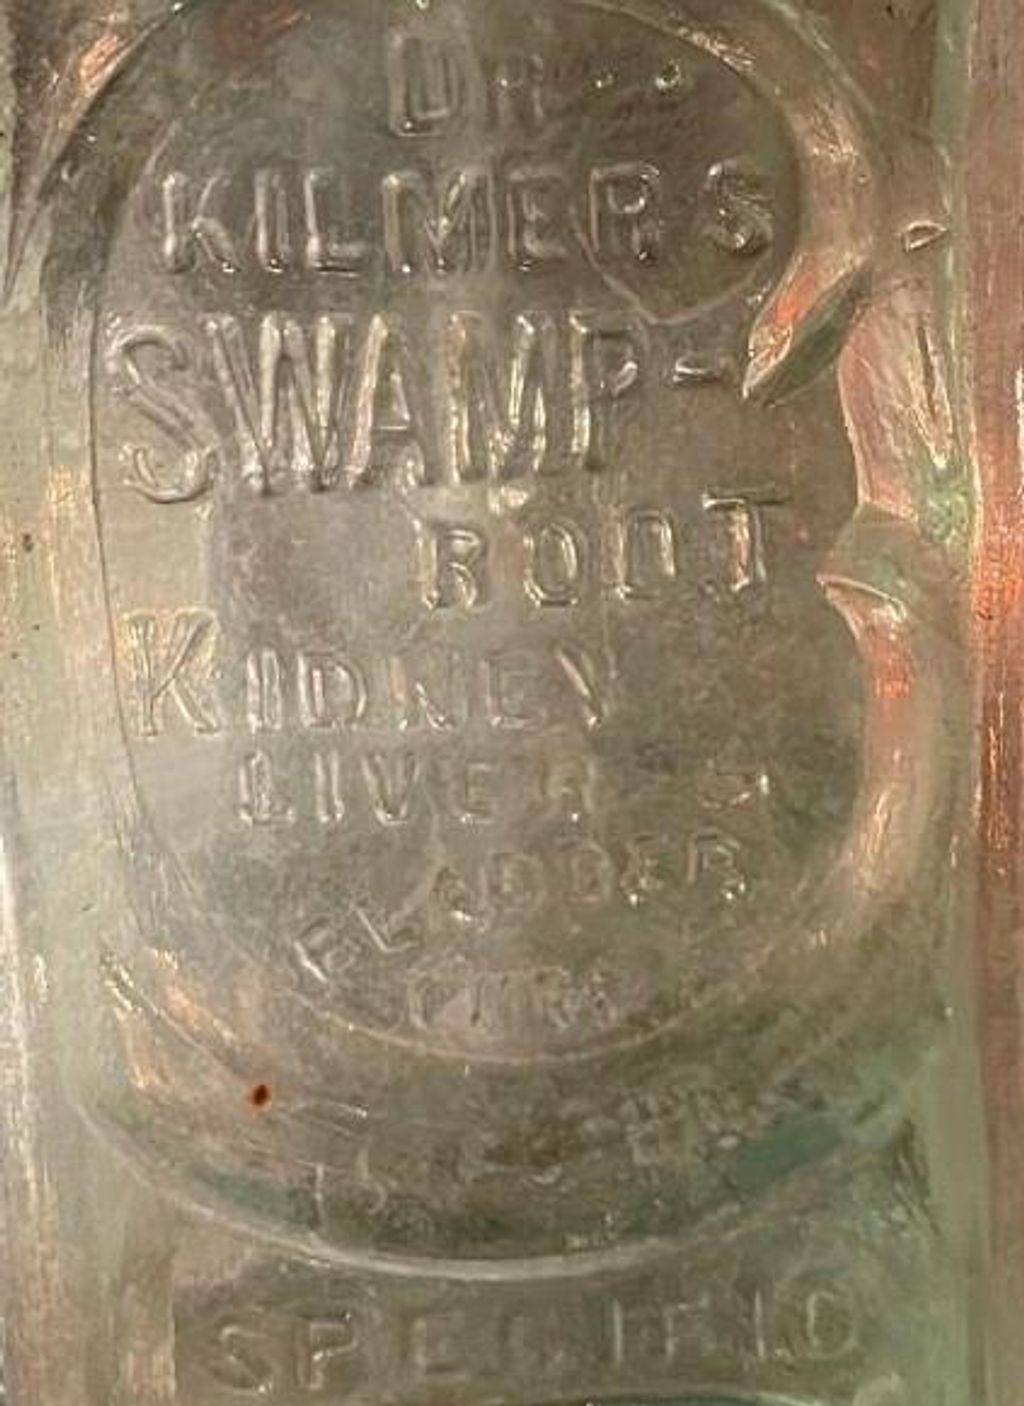 DR.
KILMER'S
SWAMP-
ROOT
KIDNEY
LIVER &
BLADDER
CURE
SPECIFIC